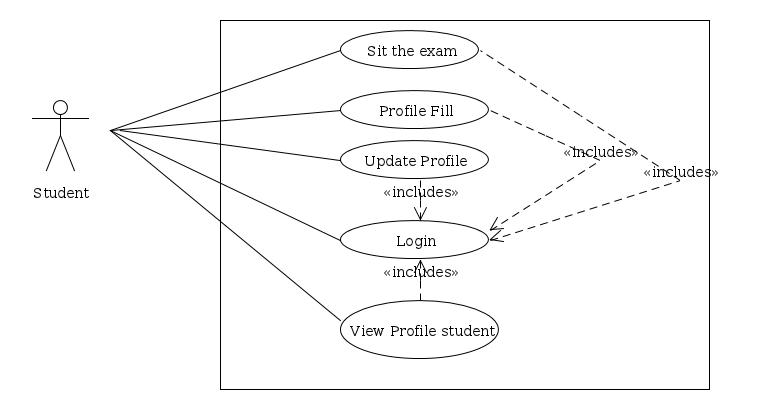 Sit the exam
Profile Fill
«includes»
Update Profile
«includes»
Student
«includes»
Login
«includes»
View Profile student